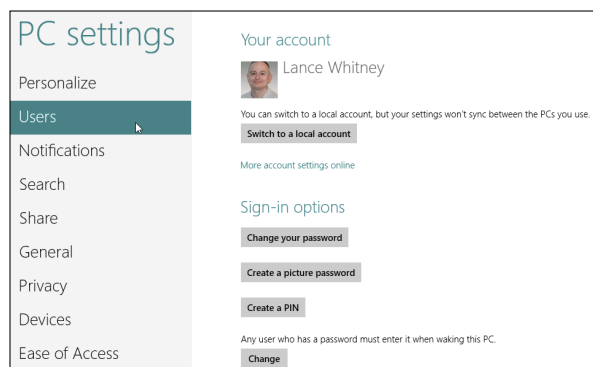 PC settings
Personalize
Users
Notifications
Search
Share
General
Privacy
Devices
Ease of Access
Your account
Lance Whitney
You can switch to a local account, but your settings won't sync between the PCs you use.
Switch to a local account
More account settings online
Sign-in options
Change your password
Create a picture password
Create a PIN
Any user who has a password must enter it when waking this PC.
Change